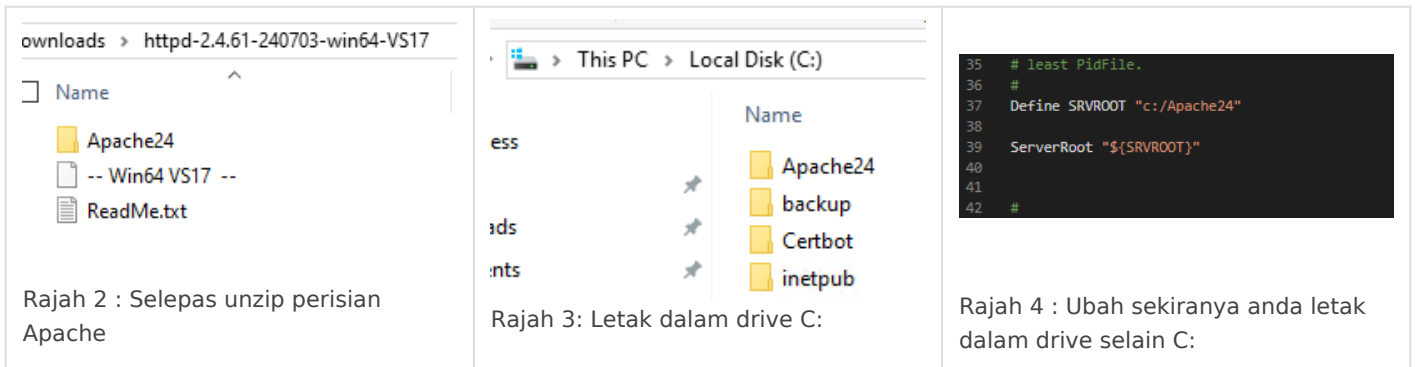 ownloads > httpd-2.4.61-240703-win64-VS17
Name
Apache24
-- Win64 VS17 --
ReadMe.txt
Rajah 2 : Selepas unzip perisian
Apache
> This PC > Local Disk (C:)
Name
ess
Apache24
backup
ads
Certbot
ents
inetpub
Rajah 3: Letak dalam drive C:
35 # least PidFile.
36 #
37 Define SRVROOT "c:/Apache24"
38
39 ServerRoot "${SRVROOT}"
40
41
42 #
Rajah 4 : Ubah sekiranya anda letak
dalam drive selain C: